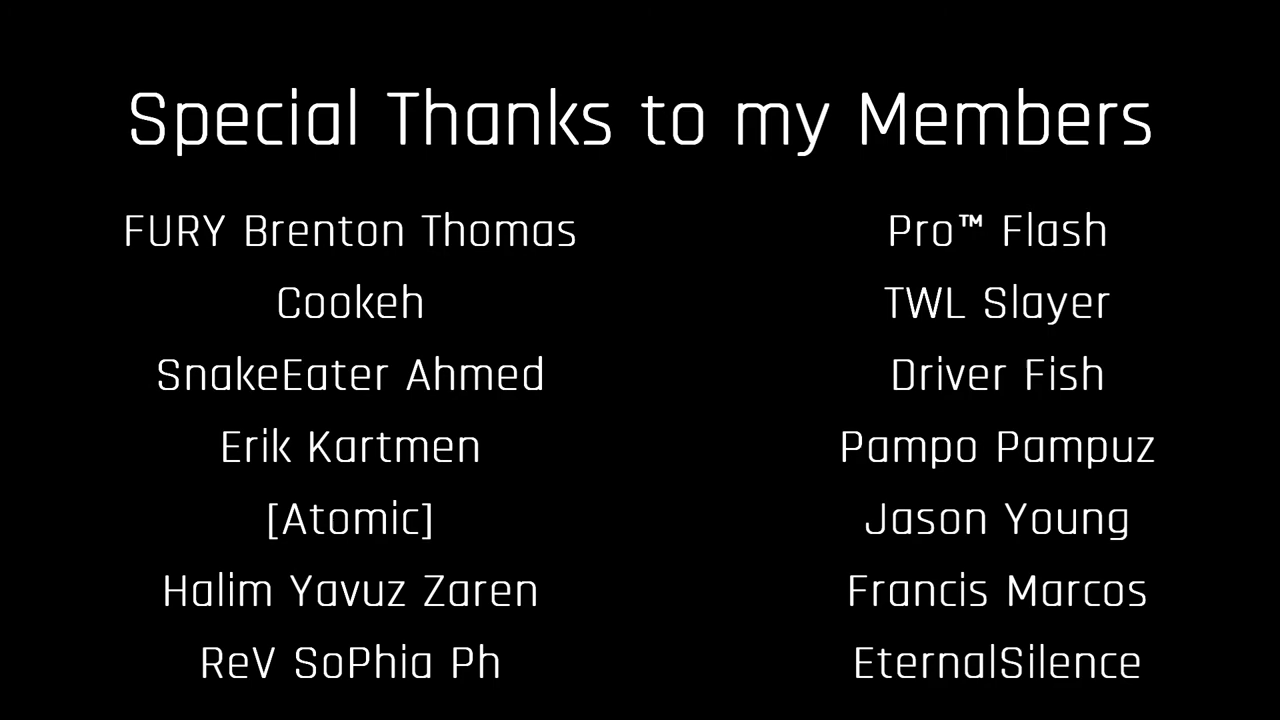 Special Thanks to my Members
FURY Brenton Thomas
Cookeh
SnakeEater Ahmed
Erik Kartmen
[Atomic]
Halim Yavuz Zaren
ReV SoPhia Ph
Pro™ Flash
TWL Slayer
Driver Fish
Pampo Pampuz
Jason Young
Francis Marcos
EternalSilence